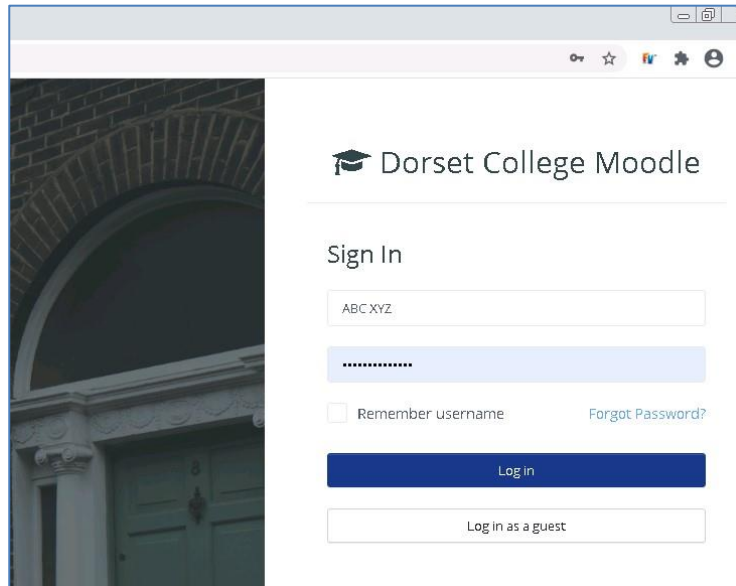 Dorset College Moodle
Sign In
ABC XYZ
••••••••••••••
Remember username Forgot Password?
Log in
Log in as a guest